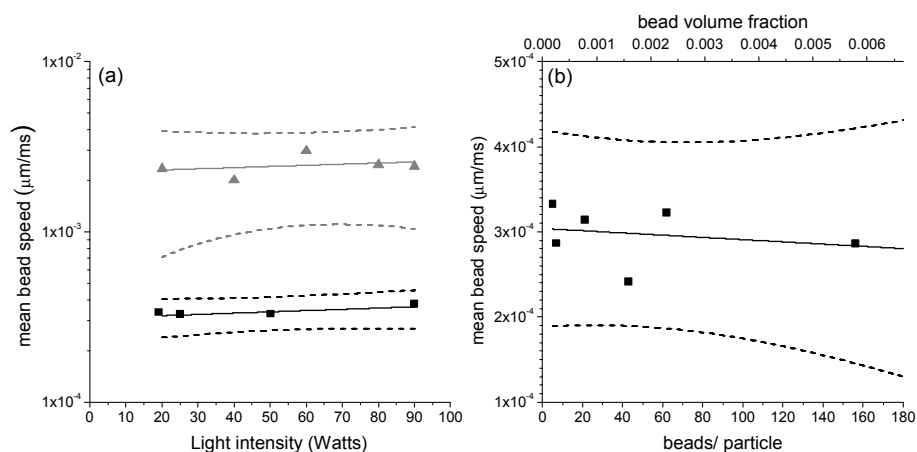 (a)
1x10⁻²
1x10⁻³
1x10⁻⁴
mean bead speed (μm/ms)
0 10 20 30 40 50 60 70 80 90 100
Light intensity (Watts)
bead volume fraction
0.000 0.001 0.002 0.003 0.004 0.005 0.006
(b)
5x10⁻⁴
4x10⁻⁴
3x10⁻⁴
2x10⁻⁴
1x10⁻⁴
mean bead speed (μm/ms)
0 20 40 60 80 100 120 140 160 180
beads/ particle